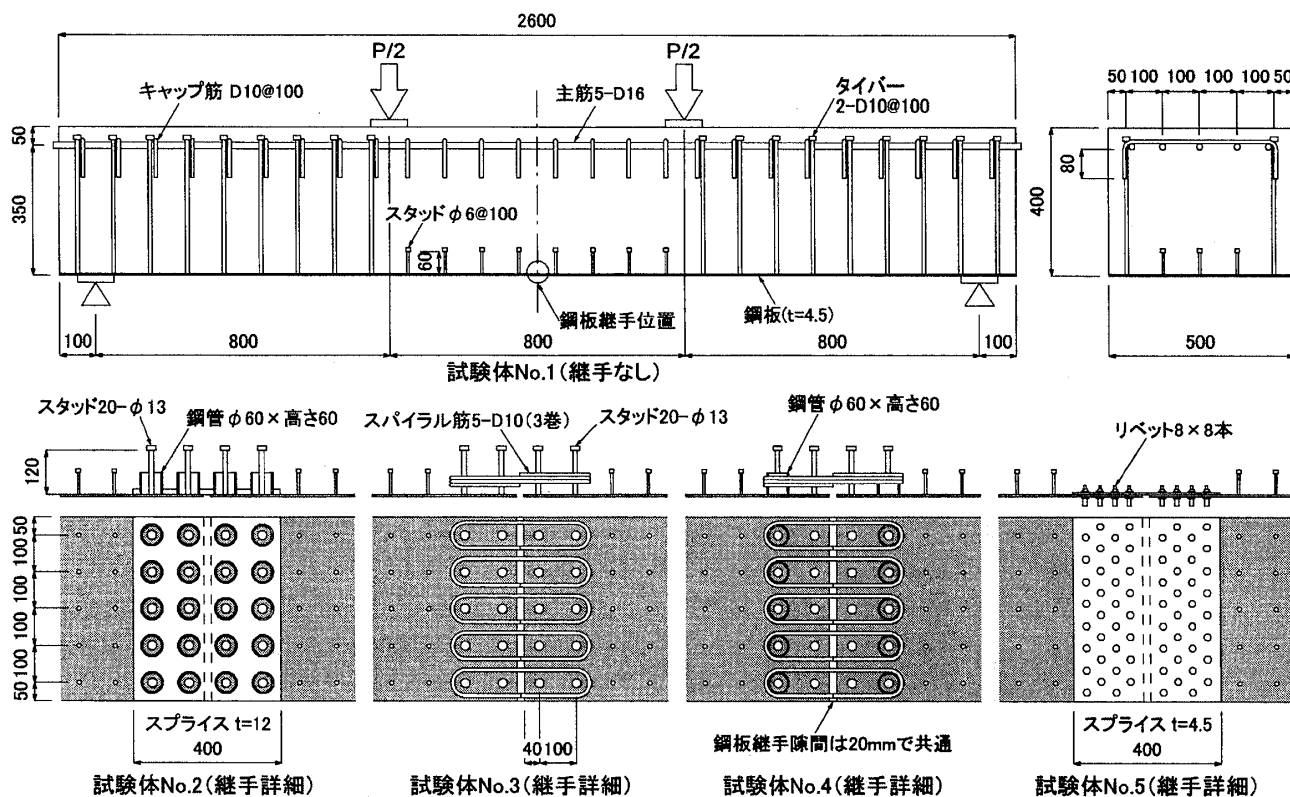 2600
P/2
P/2
キャップ筋 D10@100
主筋5-D16
タイバー
2-D10@100
50
350
スタッドφ6@100
60
鋼板継手位置
鋼板(t=4.5)
100
800
800
800
100
試験体No.1(継手なし)
50 100 100 100 100 50
80
400
500
スタッド20-φ13
鋼管φ60×高さ60
120
50
100
100
100
100
50
スプライス t=12
400
試験体No.2(継手詳細)
スパイラル筋5-D10(3巻)
スタッド20-φ13
40 100
試験体No.3(継手詳細)
鋼管φ60×高さ60
鋼板継手隙間は20mmで共通
試験体No.4(継手詳細)
リベット8×8本
スプライス t=4.5
400
試験体No.5(継手詳細)